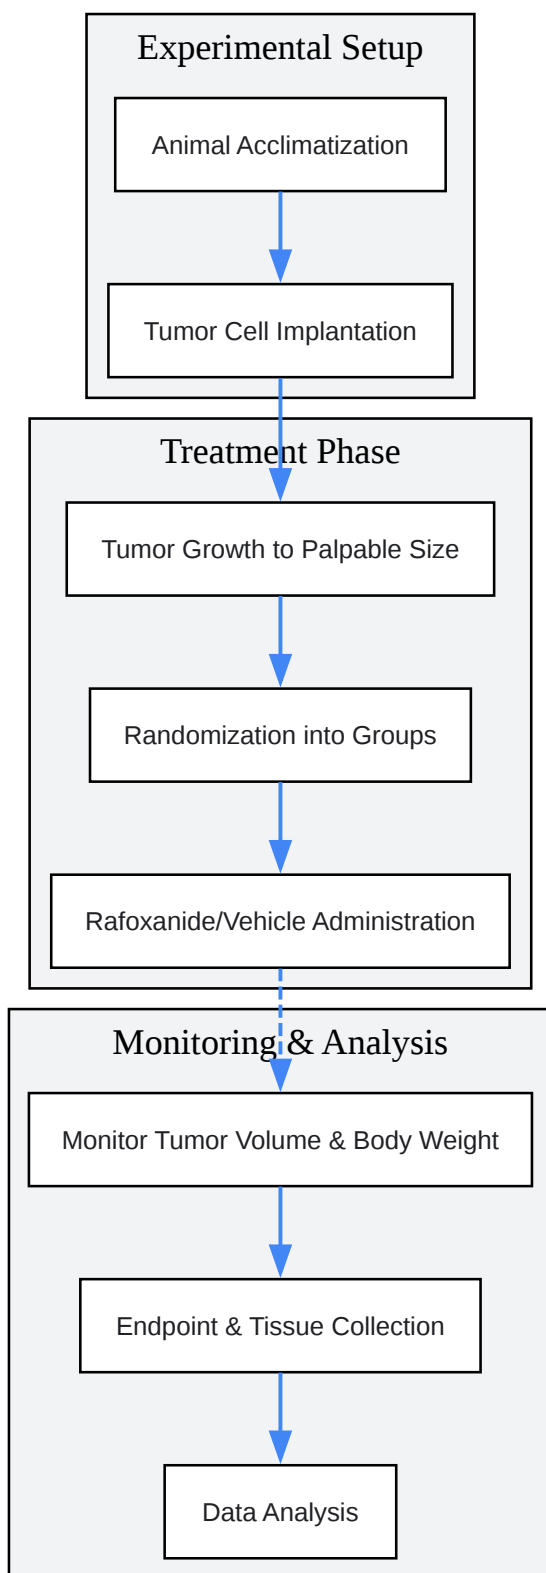 Experimental Setup
Animal Acclimatization
Tumor Cell Implantation
Treatment Phase
Tumor Growth to Palpable Size
Randomization into Groups
Rafoxanide/Vehicle Administration
Monitoring & Analysis
Monitor Tumor Volume & Body Weight
Endpoint & Tissue Collection
Data Analysis